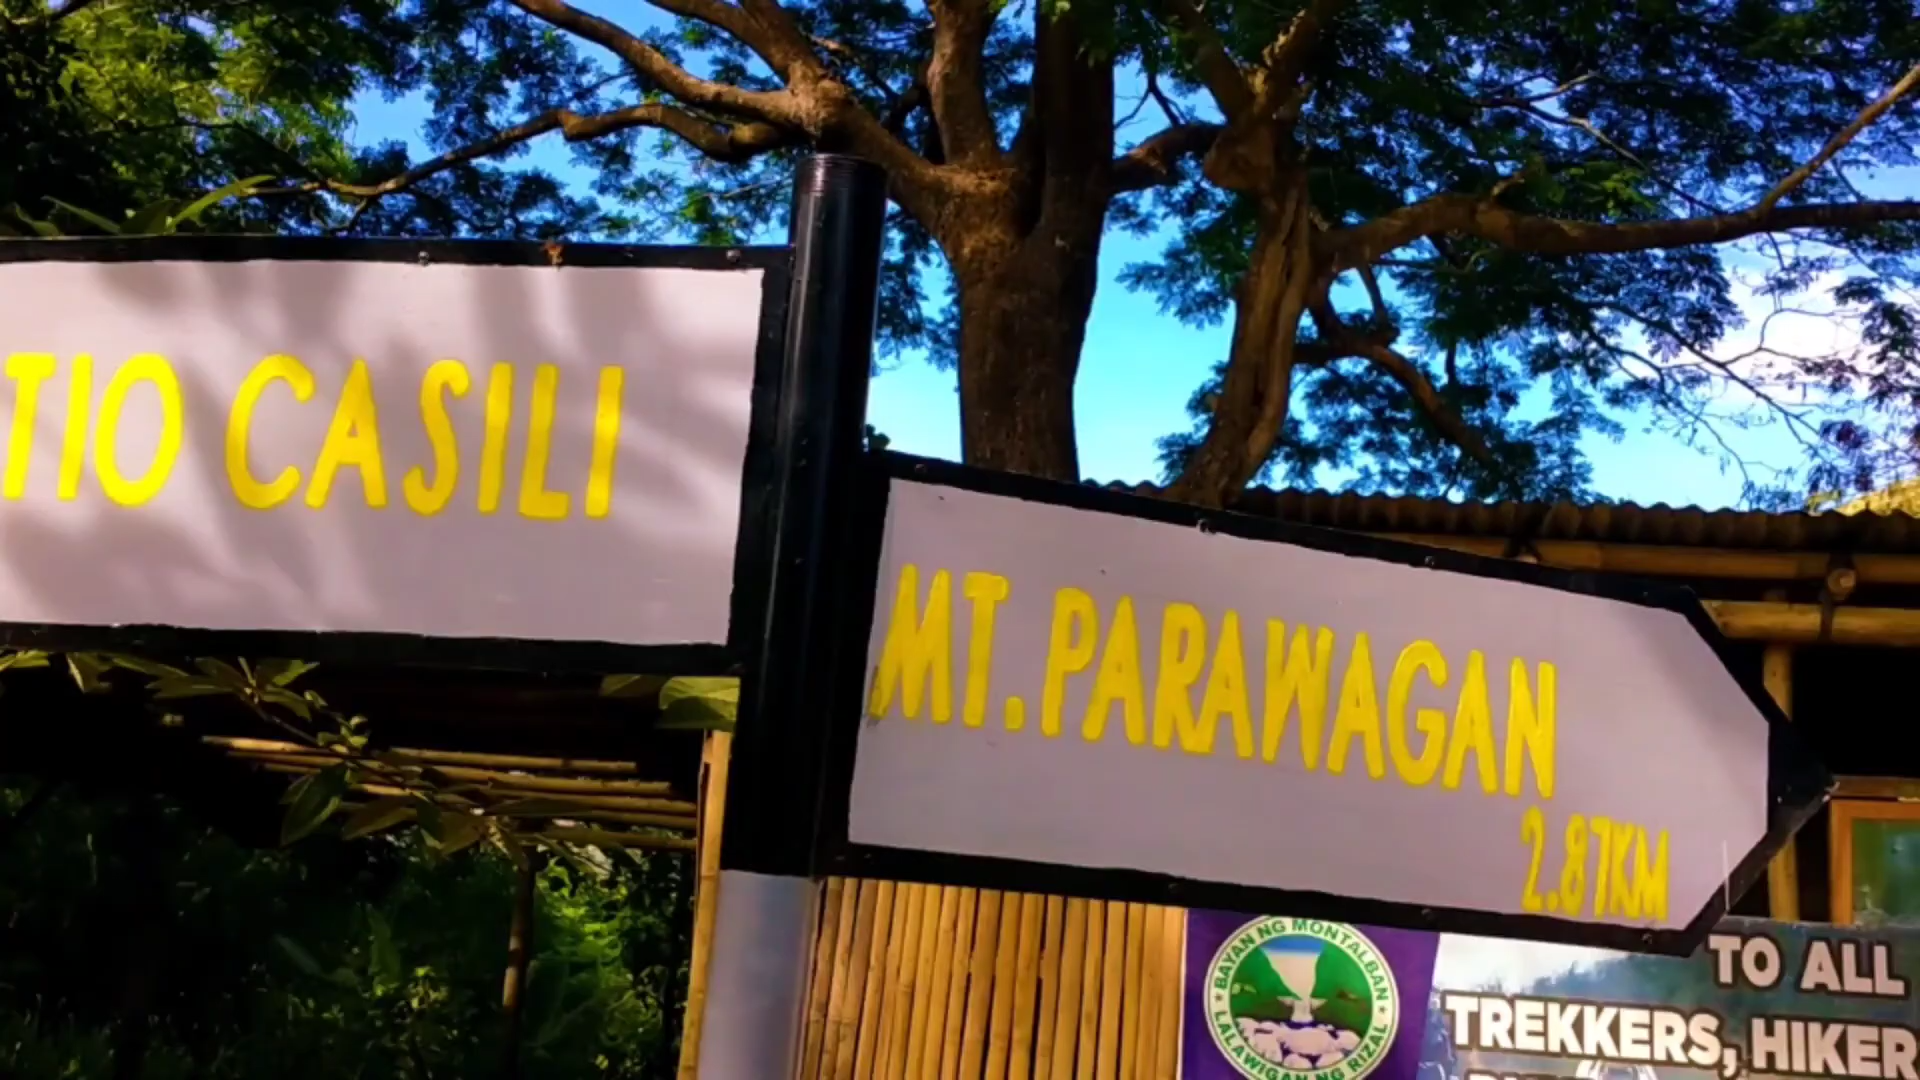 TIO CASILI
MT. PARAWAGAN
2.87KM
BAYAN NG MONTALBAN
LALAWIGAN NG RIZAL
TO ALL
TREKKERS, HIKER